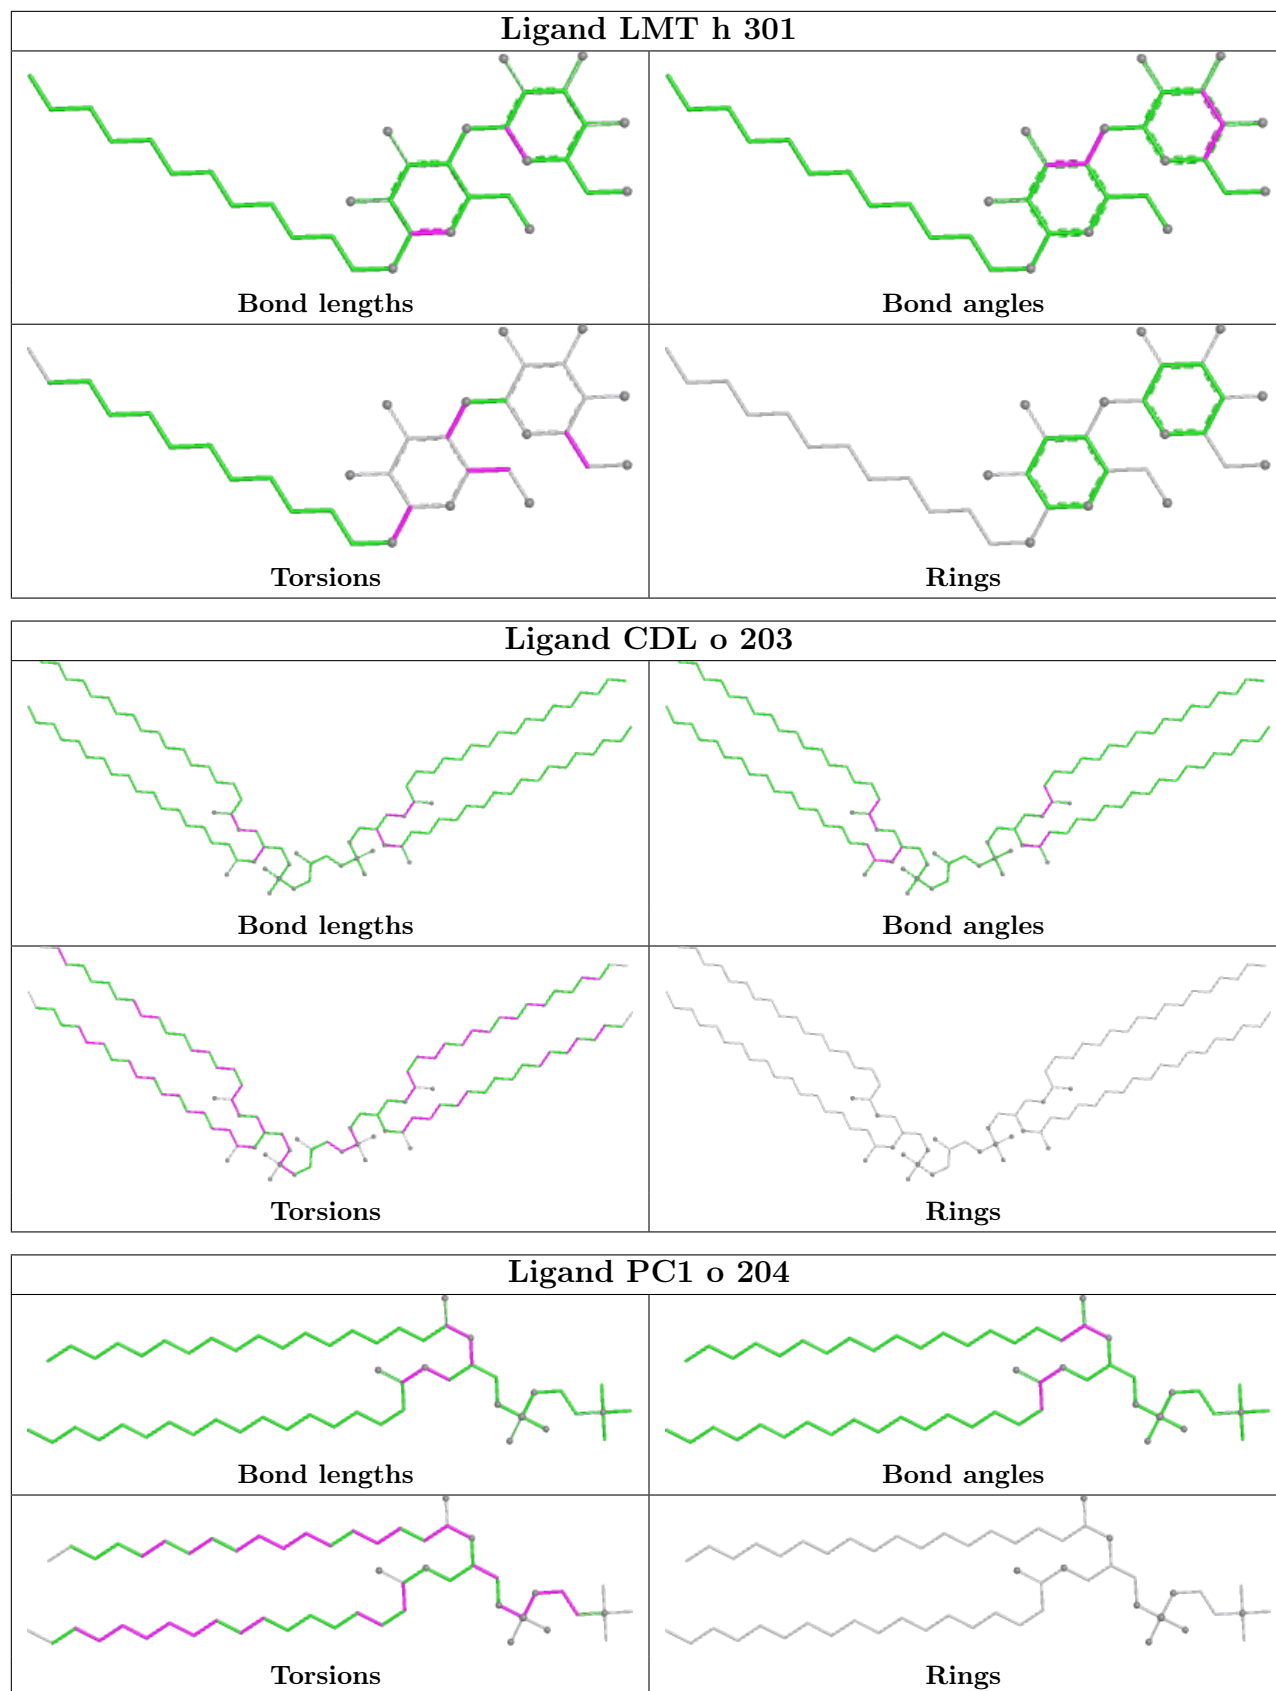 Ligand LMT h 301
Bond lengths
Bond angles
Torsions
Rings
Ligand CDL o 203
Bond lengths
Bond angles
Torsions
Rings
Ligand PC1 o 204
Bond lengths
Bond angles
Torsions
Rings